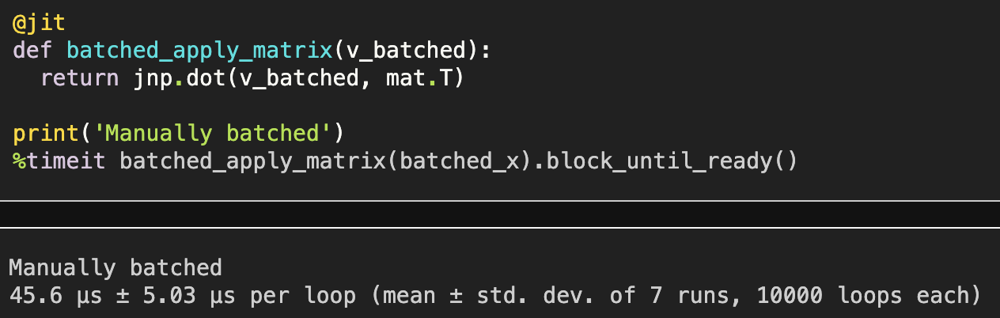 @jit
def batched_apply_matrix(v_batched):
  return jnp.dot(v_batched, mat.T)
print('Manually batched')
%timeit batched_apply_matrix(batched_x).block_until_ready()
Manually batched
45.6 µs ± 5.03 µs per loop (mean ± std. dev. of 7 runs, 10000 loops each)